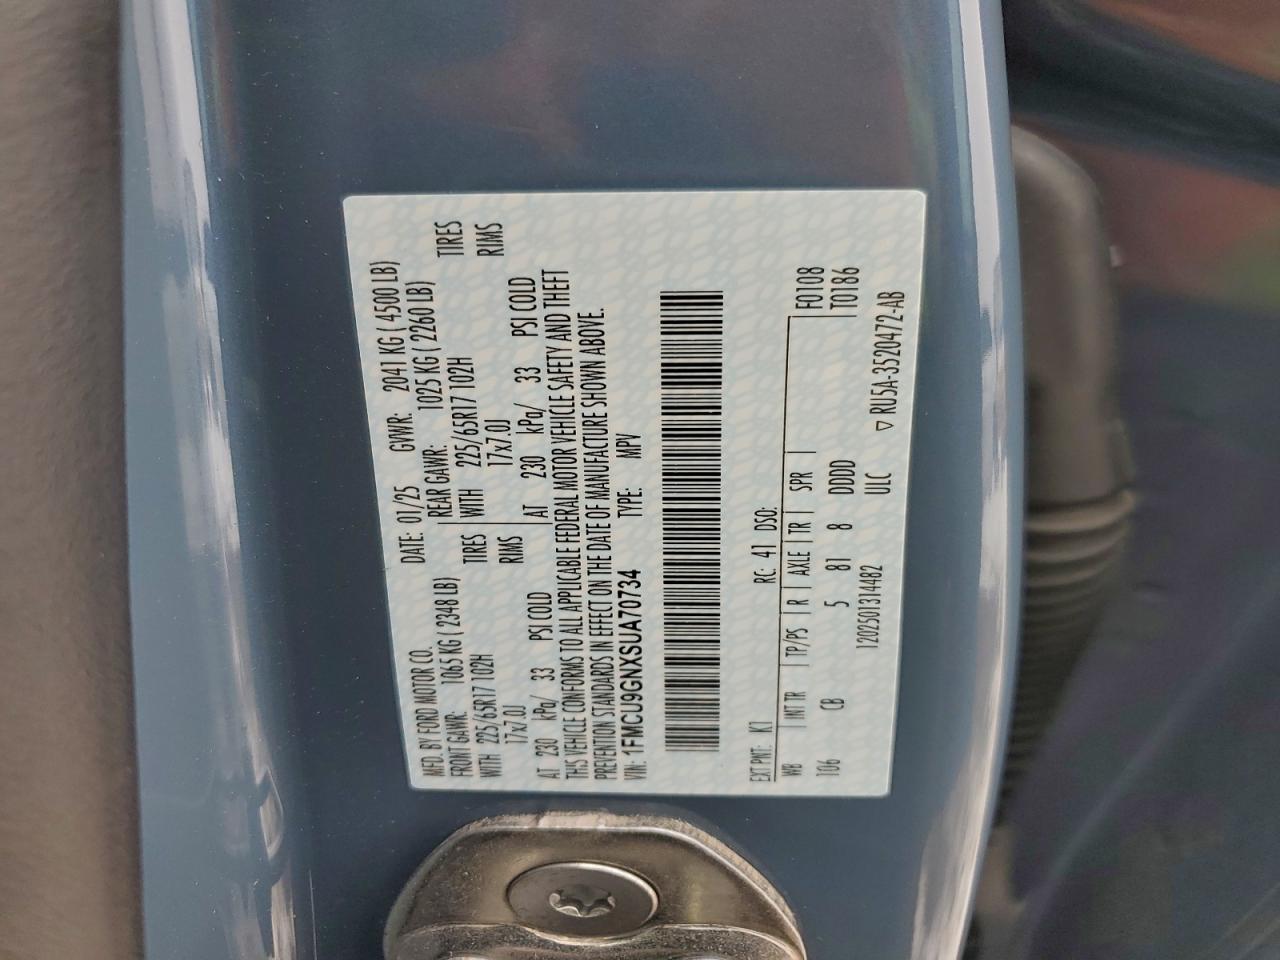 MFD. BY FORD MOTOR CO. DATE: 01/25 GVWR: 2041 KG ( 4500 LB)
FRONT GAWR: 1065 KG ( 2348 LB) REAR GAWR: 1025 KG ( 2260 LB)
WITH 225/65R17 102H TIRES WITH 225/65R17 102H TIRES
17x7.0J RIMS 17x7.0J RIMS
AT 230 kPa/ 33 PSI COLD AT 230 kPa/ 33 PSI COLD
THIS VEHICLE CONFORMS TO ALL APPLICABLE FEDERAL MOTOR VEHICLE SAFETY AND THEFT
PREVENTION STANDARDS IN EFFECT ON THE DATE OF MANUFACTURE SHOWN ABOVE.
VIN: 1FMCU9GNXSUA70734 TYPE: MPV
EXT PNT: K1 RC: 41 DSO:
WB INT TR TP/PS R AXLE TR SPR F0108
106 CB 5 81 8 DDDD T0186
1202501314482 ULC ▽ RU5A-3520472-AB